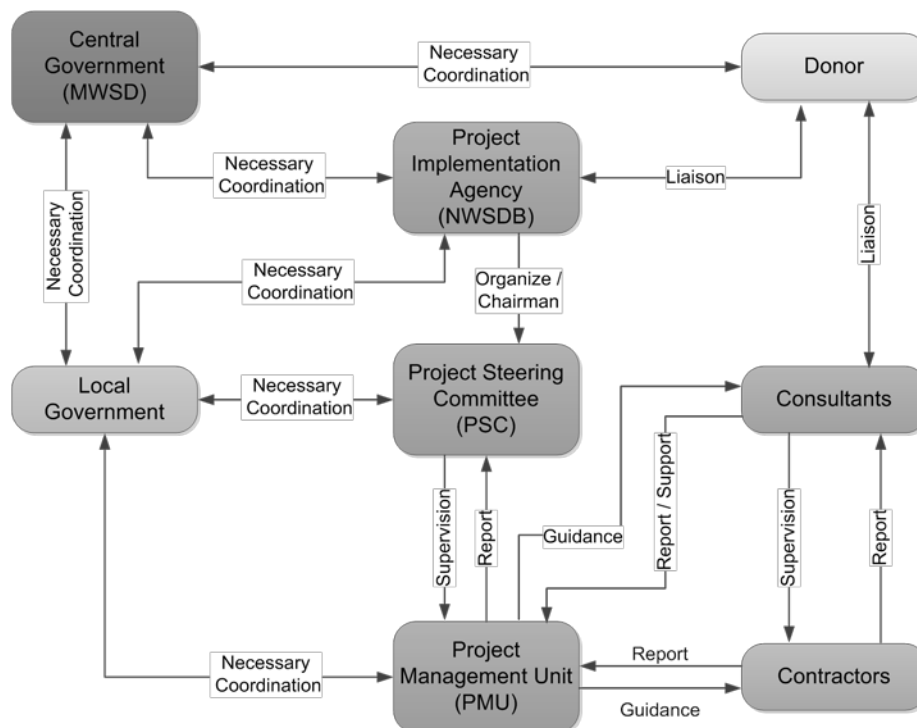 Central
Government
(MWSD)
Necessary
Coordination
Donor
Necessary
Coordination
Project
Implementation
Agency
(NWSDB)
Liaison
Necessary
Coordination
Liaison
Necessary
Coordination
Organize /
Chairman
Local
Government
Necessary
Coordination
Project Steering
Committee
(PSC)
Consultants
Supervision
Report
Guidance
Report / Support
Supervision
Report
Necessary
Coordination
Project
Management Unit
(PMU)
Report
Guidance
Contractors